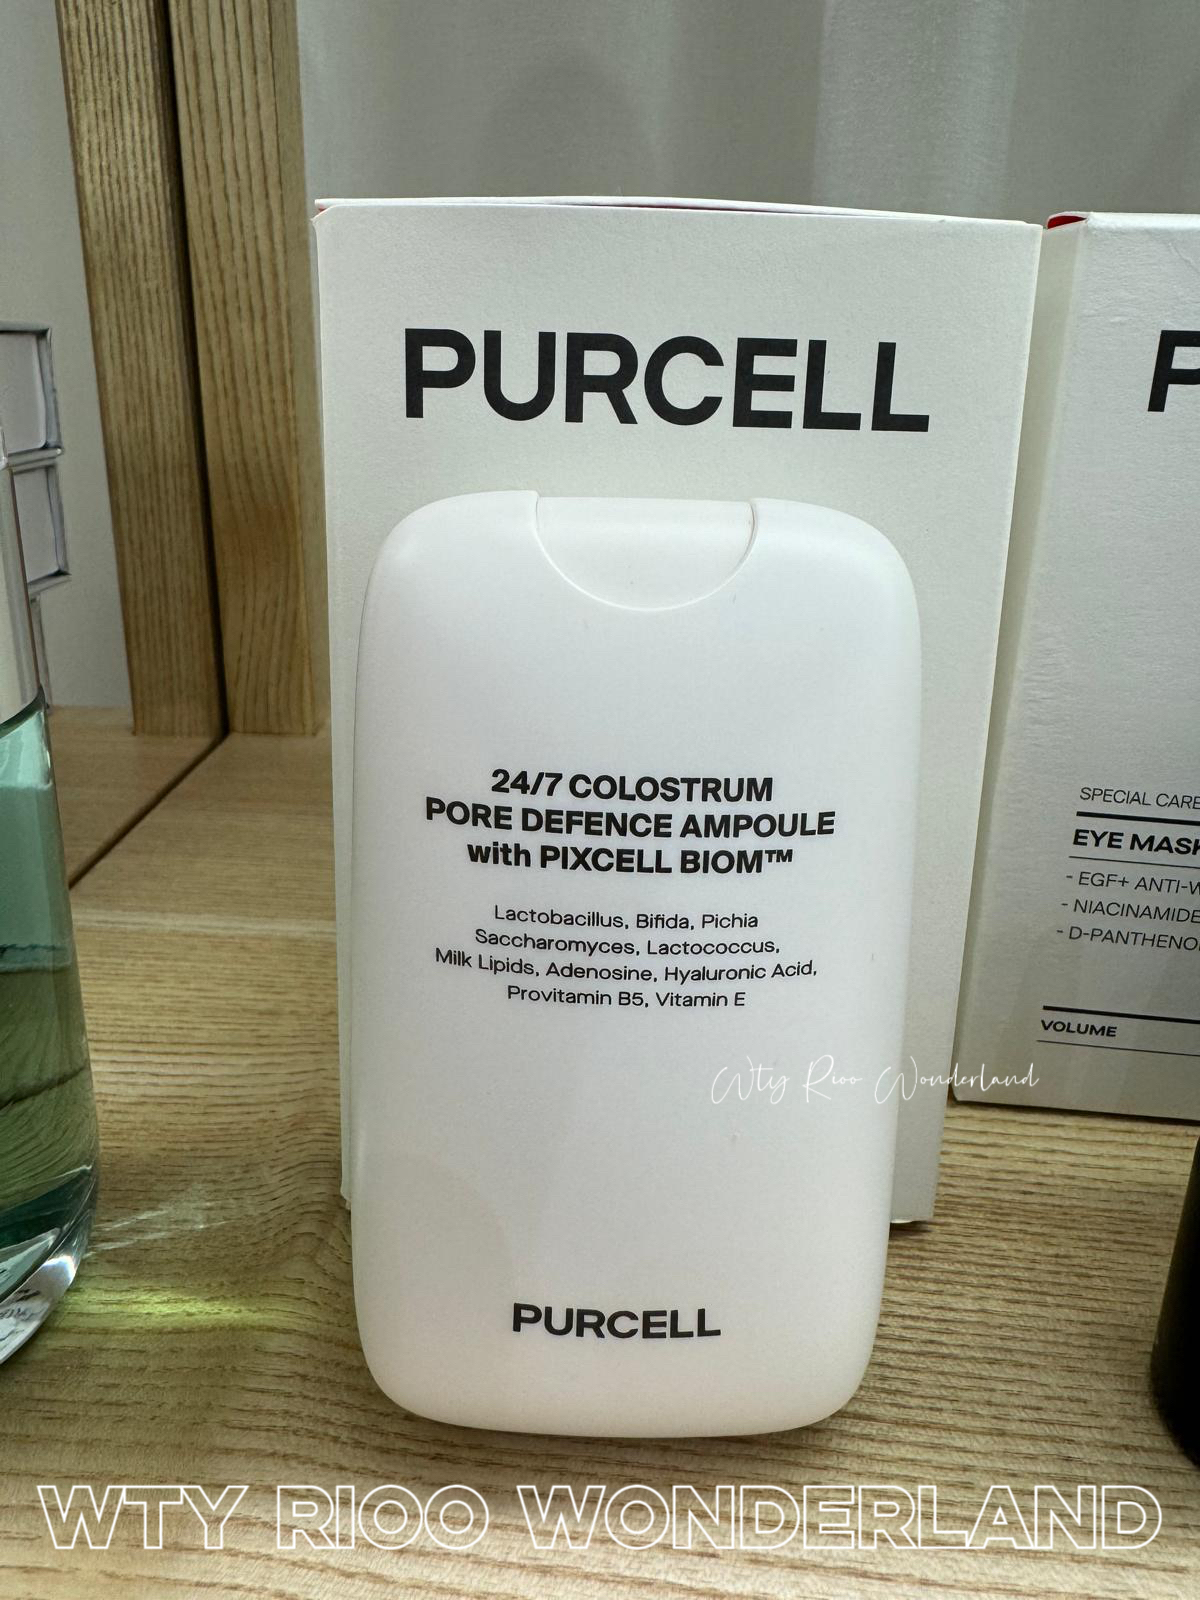 PURCELL
24/7 COLOSTRUM
PORE DEFENCE AMPOULE
with PIXCELL BIOM™
Lactobacillus, Bifida, Pichia
Saccharomyces, Lactococcus,
Milk Lipids, Adenosine, Hyaluronic Acid,
Provitamin B5, Vitamin E
PURCELL
P
SPECIAL CARE
EYE MASK
- EGF+ ANTI-W
- NIACINAMIDE
- D-PANTHENO
VOLUME
Wty Rioo Wonderland
WTY RIOO WONDERLAND